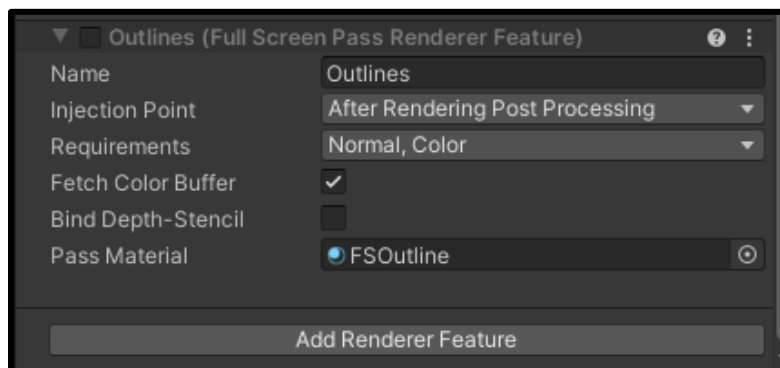 Outlines (Full Screen Pass Renderer Feature)
Name Outlines
Injection Point After Rendering Post Processing
Requirements Normal, Color
Fetch Color Buffer
Bind Depth-Stencil
Pass Material FSOutline
Add Renderer Feature